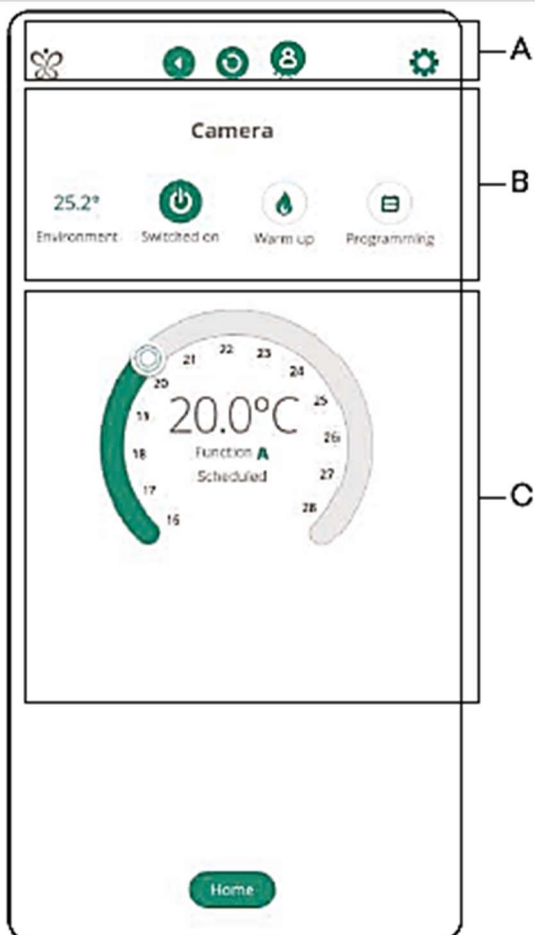 A
Camera
B
25.2°
Environment
Switched on
Warm up
Programming
22
21
23
20
24
19
20.0°C
25
18
Function A
26
17
Scheduled
27
16
28
C
Home